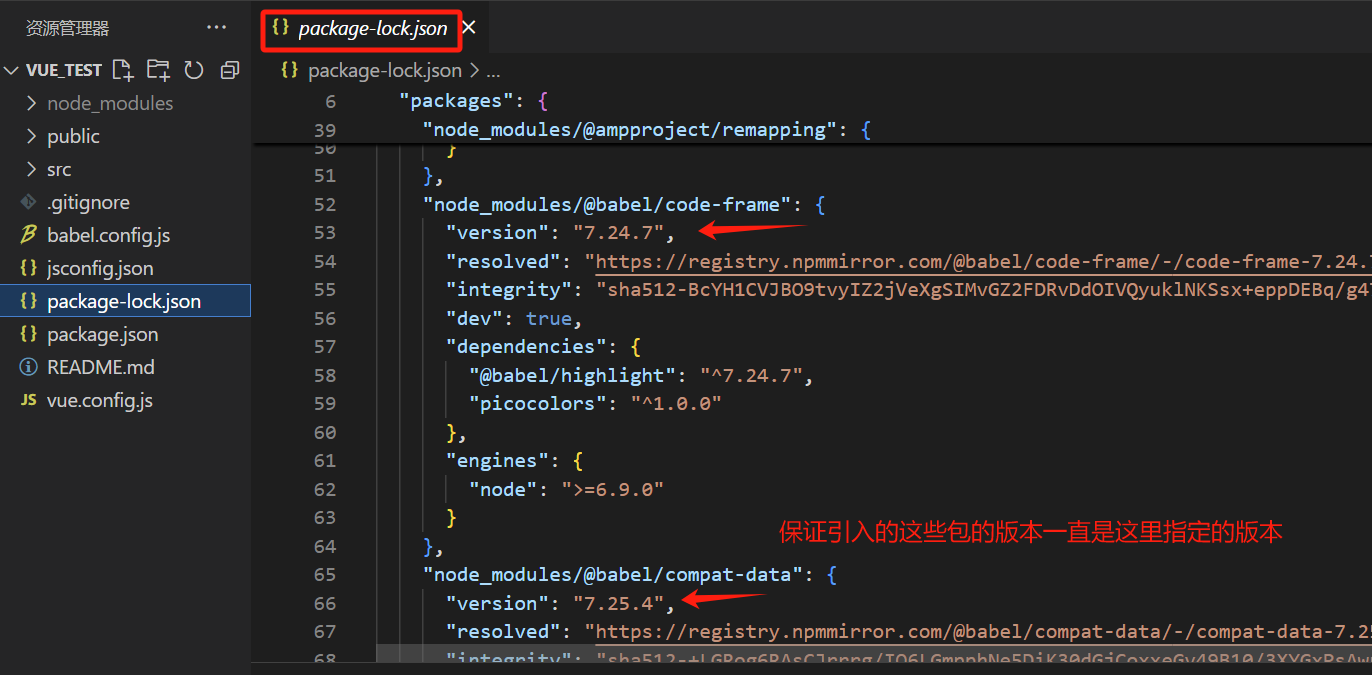 资源管理器
VUE_TEST
node_modules
public
src
.gitignore
babel.config.js
jsconfig.json
package-lock.json
package.json
README.md
vue.config.js
{} package-lock.json
{} package-lock.json > ...
6 "packages": {
39 "node_modules/@ampproject/remapping": {
50 }
51 },
52 "node_modules/@babel/code-frame": {
53 "version": "7.24.7",
54 "resolved": "https://registry.npmmirror.com/@babel/code-frame/-/code-frame-7.24.
55 "integrity": "sha512-BcYH1CVJBO9tvyIZ2jVeXgSIMvGZ2FDRvDdOIVQyuklNKSsx+eppDEBq/g4
56 "dev": true,
57 "dependencies": {
58 "@babel/highlight": "^7.24.7",
59 "picocolors": "^1.0.0"
60 },
61 "engines": {
62 "node": ">=6.9.0"
63 }
保证引入的这些包的版本一直是这里指定的版本
64 },
65 "node_modules/@babel/compat-data": {
66 "version": "7.25.4",
67 "resolved": "https://registry.npmmirror.com/@babel/compat-data/-/compat-data-7.2
68 "integrity":